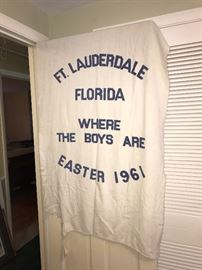 FT. LAUDERDALE
FLORIDA
WHERE
THE BOYS ARE
EASTER 1961